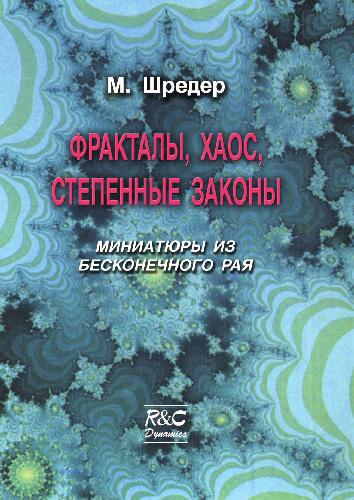 М. Шредер
ФРАКТАЛЫ, ХАОС,
СТЕПЕННЫЕ ЗАКОНЫ
МИНИАТЮРЫ ИЗ
БЕСКОНЕЧНОГО РАЯ
R&C
Dynamics